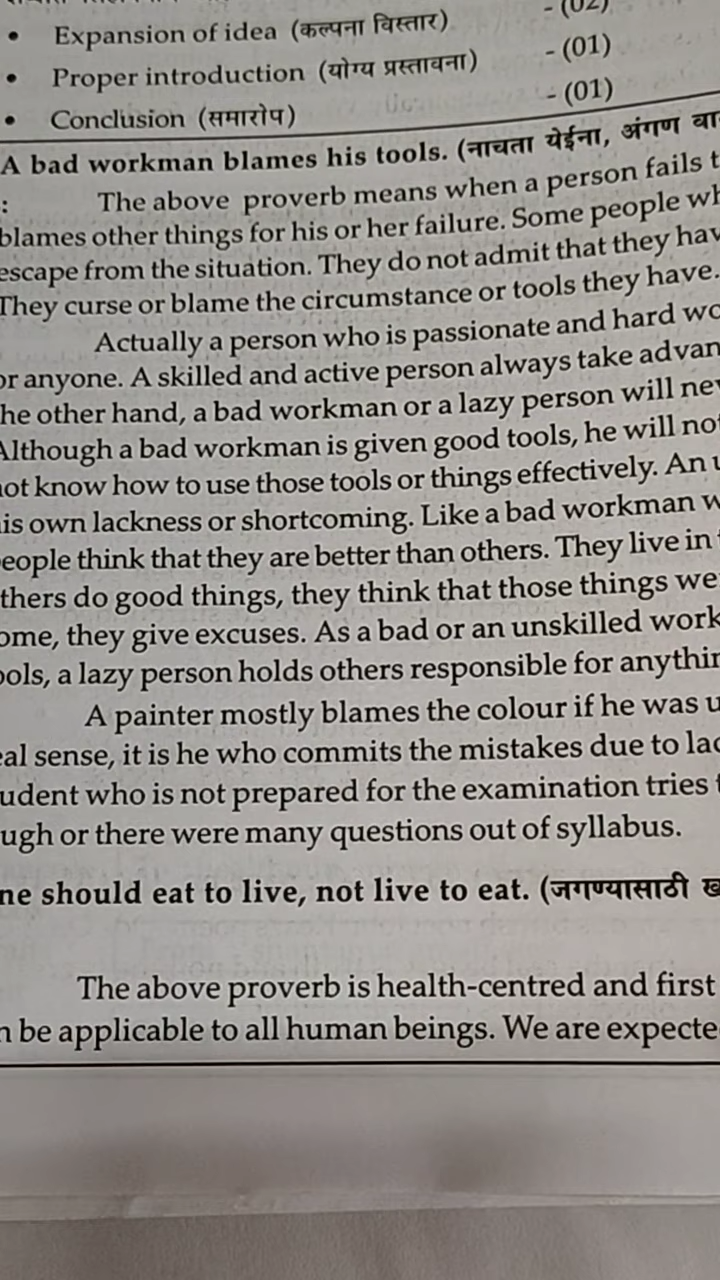 - (02)
• Expansion of idea (कल्पना विस्तार)
• Proper introduction (योग्य प्रस्तावना) - (01)
• Conclusion (समारोप) - (01)
A bad workman blames his tools. (नाचता येईना, अंगण
: The above proverb means when a person fails
blames other things for his or her failure. Some people
escape from the situation. They do not admit that they
They curse or blame the circumstance or tools they have.
Actually a person who is passionate and hard
or anyone. A skilled and active person always take
he other hand, a bad workman or a lazy person will
Although a bad workman is given good tools, he will
not know how to use those tools or things effectively. An
is own lackness or shortcoming. Like a bad workman
eople think that they are better than others. They live in
thers do good things, they think that those things
ome, they give excuses. As a bad or an unskilled
ools, a lazy person holds others responsible for
A painter mostly blames the colour if he was
eal sense, it is he who commits the mistakes due to
udent who is not prepared for the examination tries
ugh or there were many questions out of syllabus.
ne should eat to live, not live to eat. (जगण्यासाठी
The above proverb is health-centred and first
be applicable to all human beings. We are